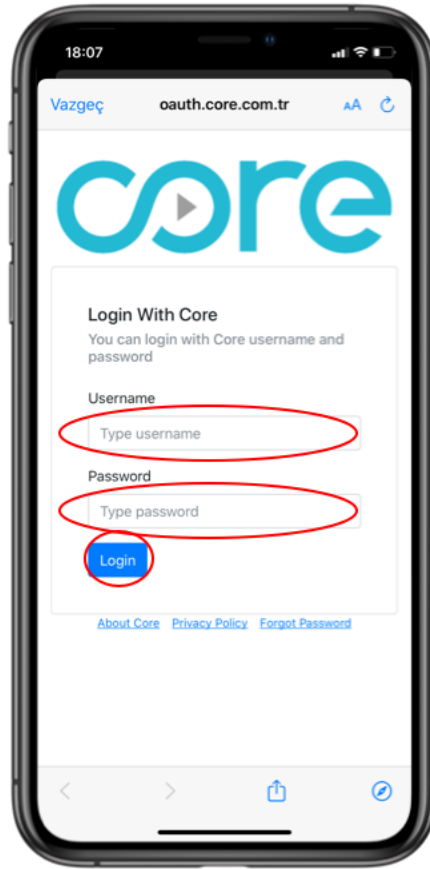 18:07
Vazgeç oauth.core.com.tr AA
core
Login With Core
You can login with Core username and
password
Username
Type username
Password
Type password
Login
About Core Privacy Policy Forgot Password